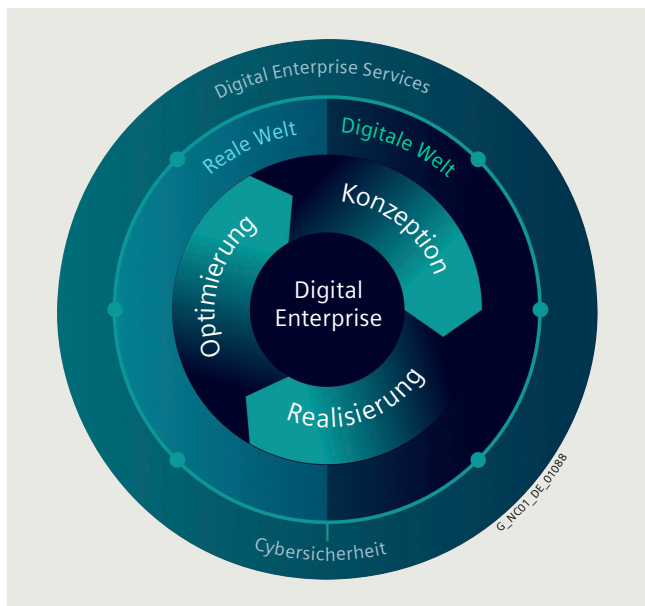 Digital Enterprise Services
Reale Welt
Digitale Welt
Konzeption
Optimierung
Digital
Enterprise
Realisierung
Cybersicherheit
G_NC01_DE_01088